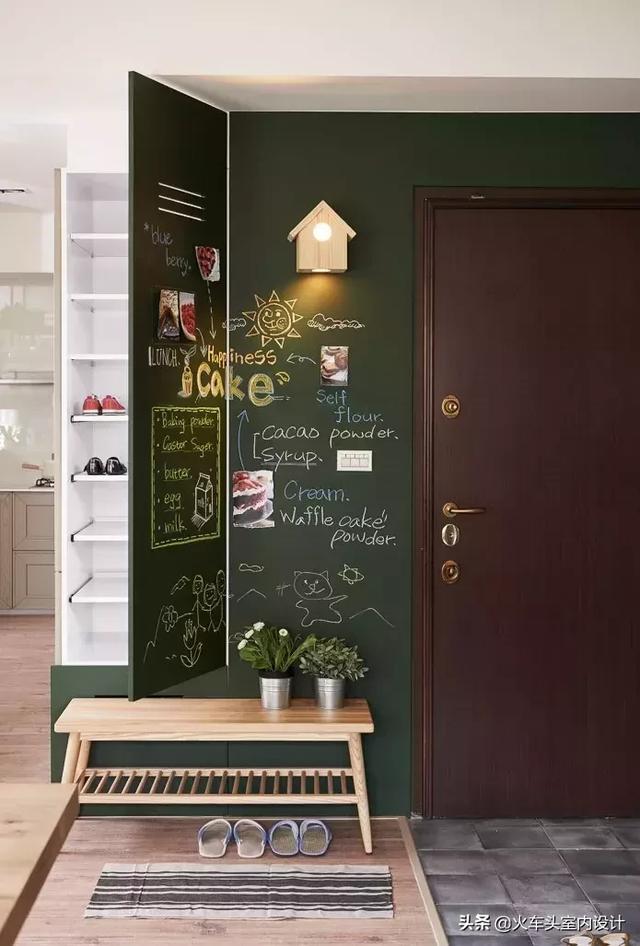 *blue
berry.
LUNCH.
Happiness
Cake
Baking powder.
Castor Suger.
butter.
egg.
milk.
Self
flour.
Cacao powder.
Syrup.
Cream.
Waffle cake
powder.
头条 @火车头室内设计